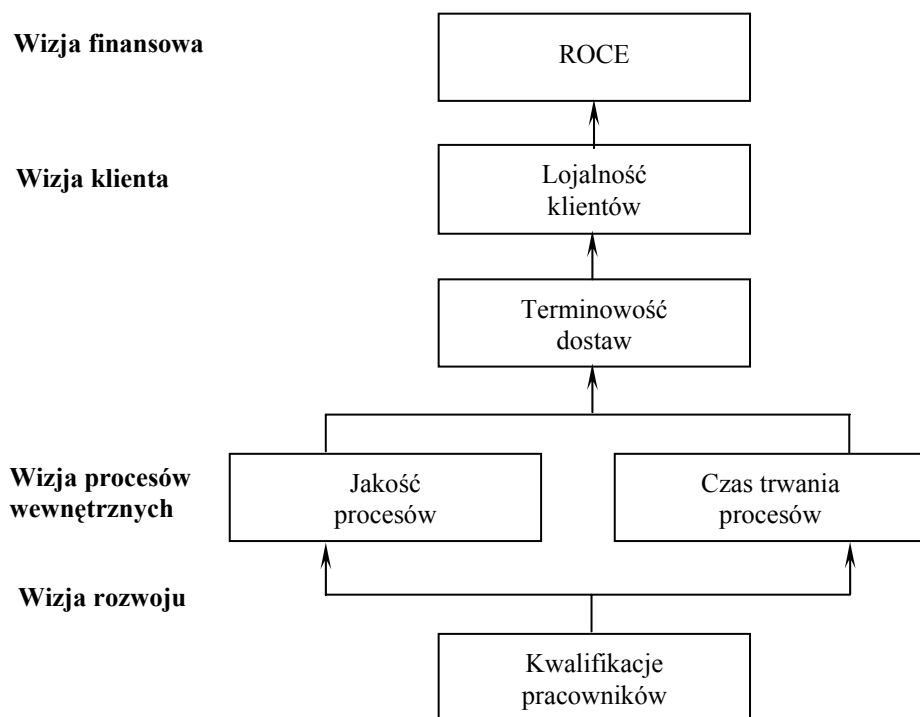 Wizja finansowa
ROCE
Wizja klienta
Lojalność
klientów
Terminowość
dostaw
Wizja procesów
wewnętrznych
Jakość
procesów
Czas trwania
procesów
Wizja rozwoju
Kwalifikacje
pracowników